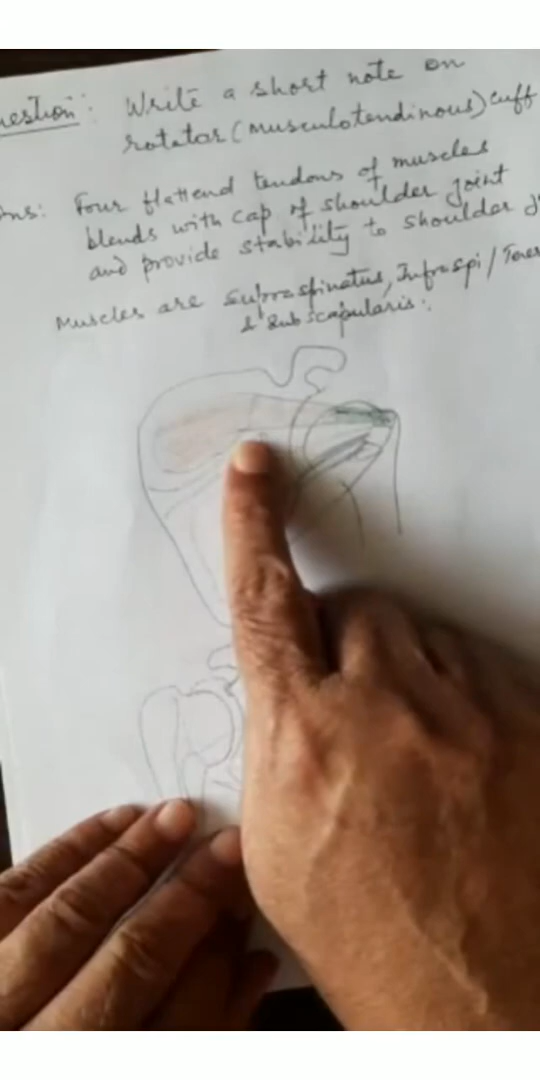 uestion: Write a short note on
rotator (musculotendinous) cuff
ns: Four flattend tendons of muscles
blends with cap of shoulder joint
and provide stability to shoulder j
Muscles are Supraspinatus, Infraspi / Teres
& Subscapularis: